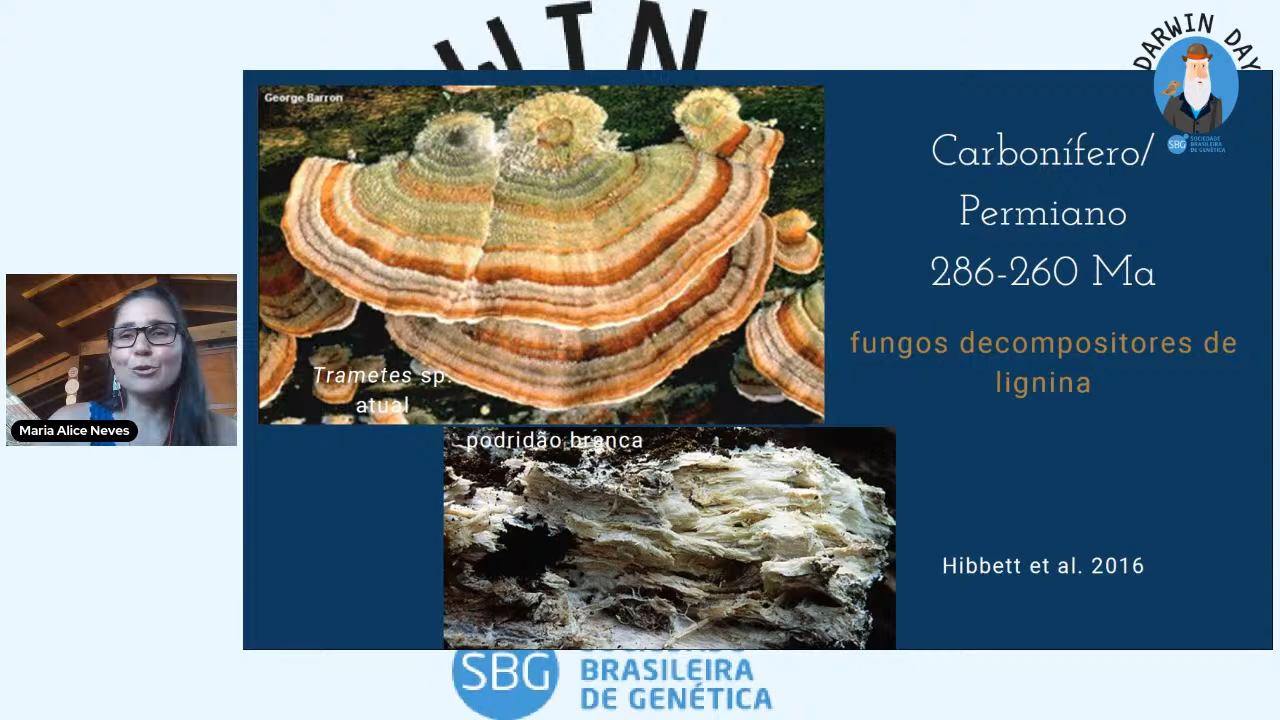 WIN
DARWIN DAY
SBG
SOCIEDADE
BRASILEIRA
DE GENÉTICA
George Barron
Carbonífero/
Permiano
286-260 Ma
fungos decompositores de
lignina
Trametes sp.
atual
podridão branca
Maria Alice Neves
Hibbett et al. 2016
SBG
BRASILEIRA
DE GENÉTICA